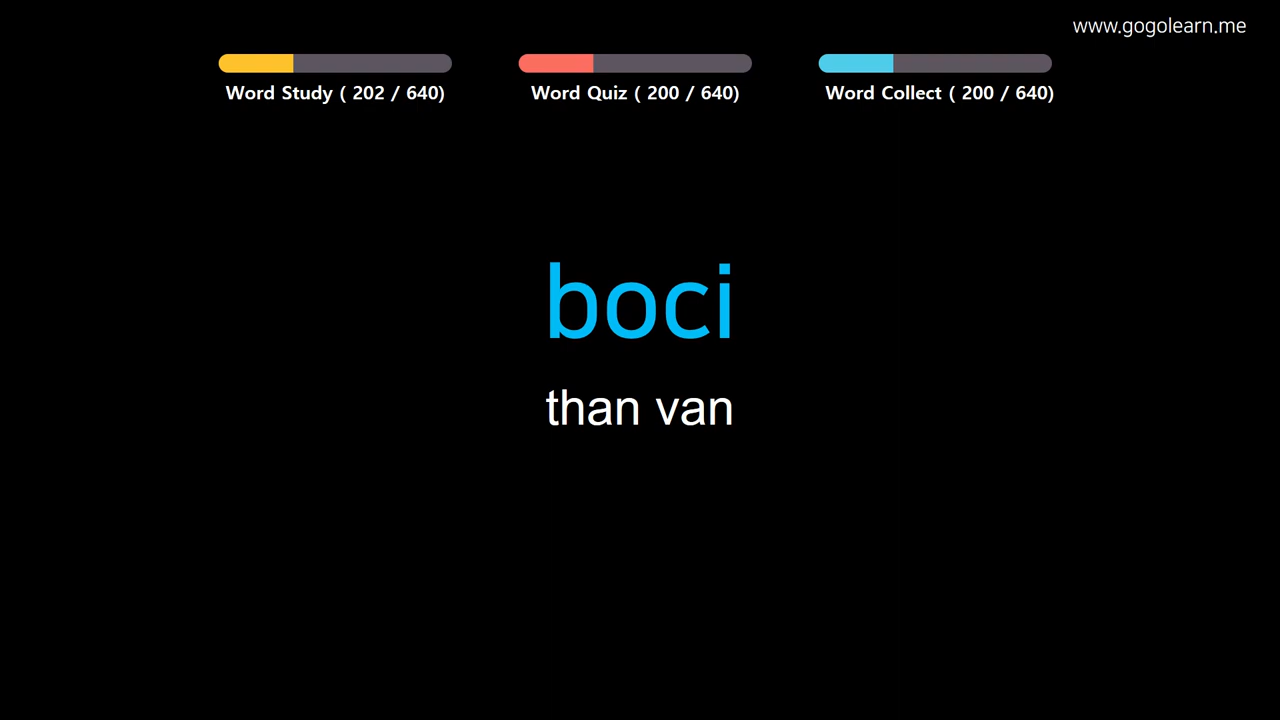 www.gogolearn.me
Word Study ( 202 / 640)
Word Quiz ( 200 / 640)
Word Collect ( 200 / 640)
boci
than van